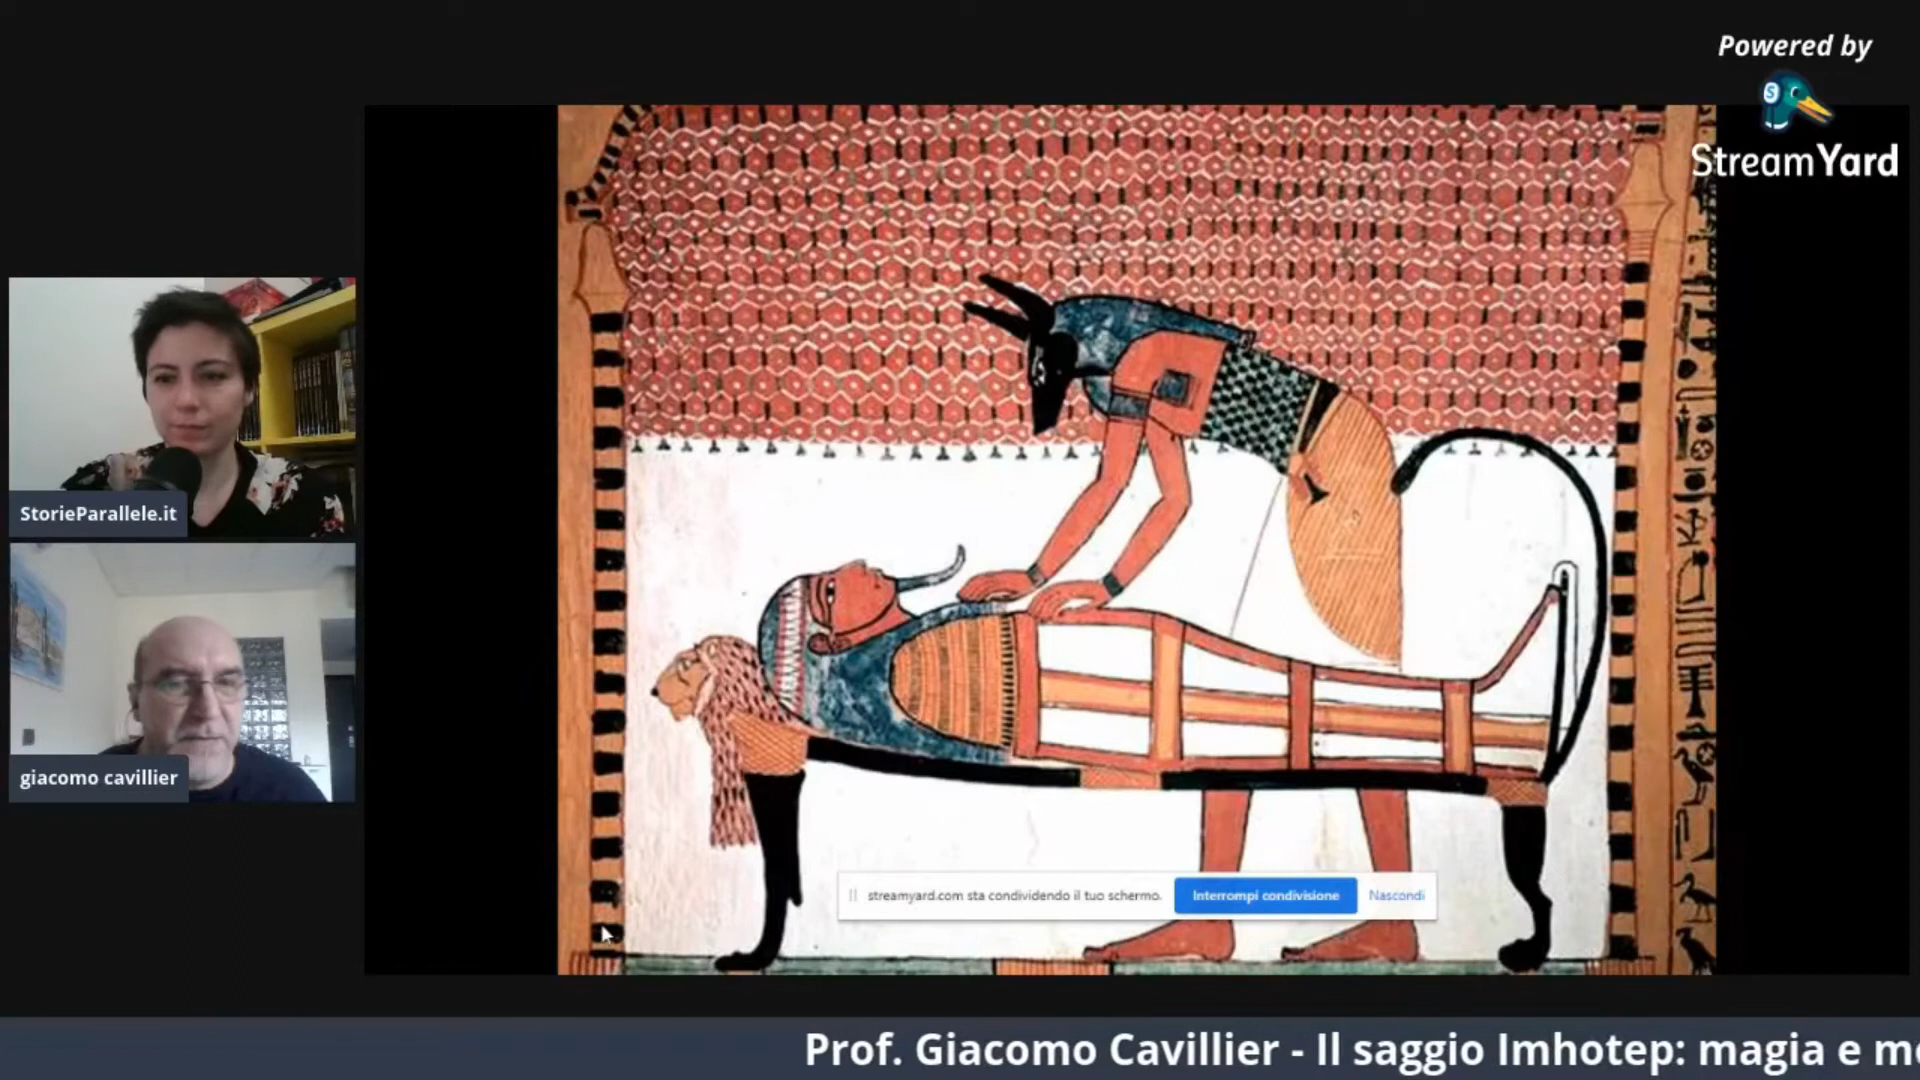 Powered by
StreamYard
StorieParallele.it
giacomo cavillier
streamyard.com sta condividendo il tuo schermo.
Interrompi condivisione
Nascondi
Prof. Giacomo Cavillier - Il saggio Imhotep: magia e m